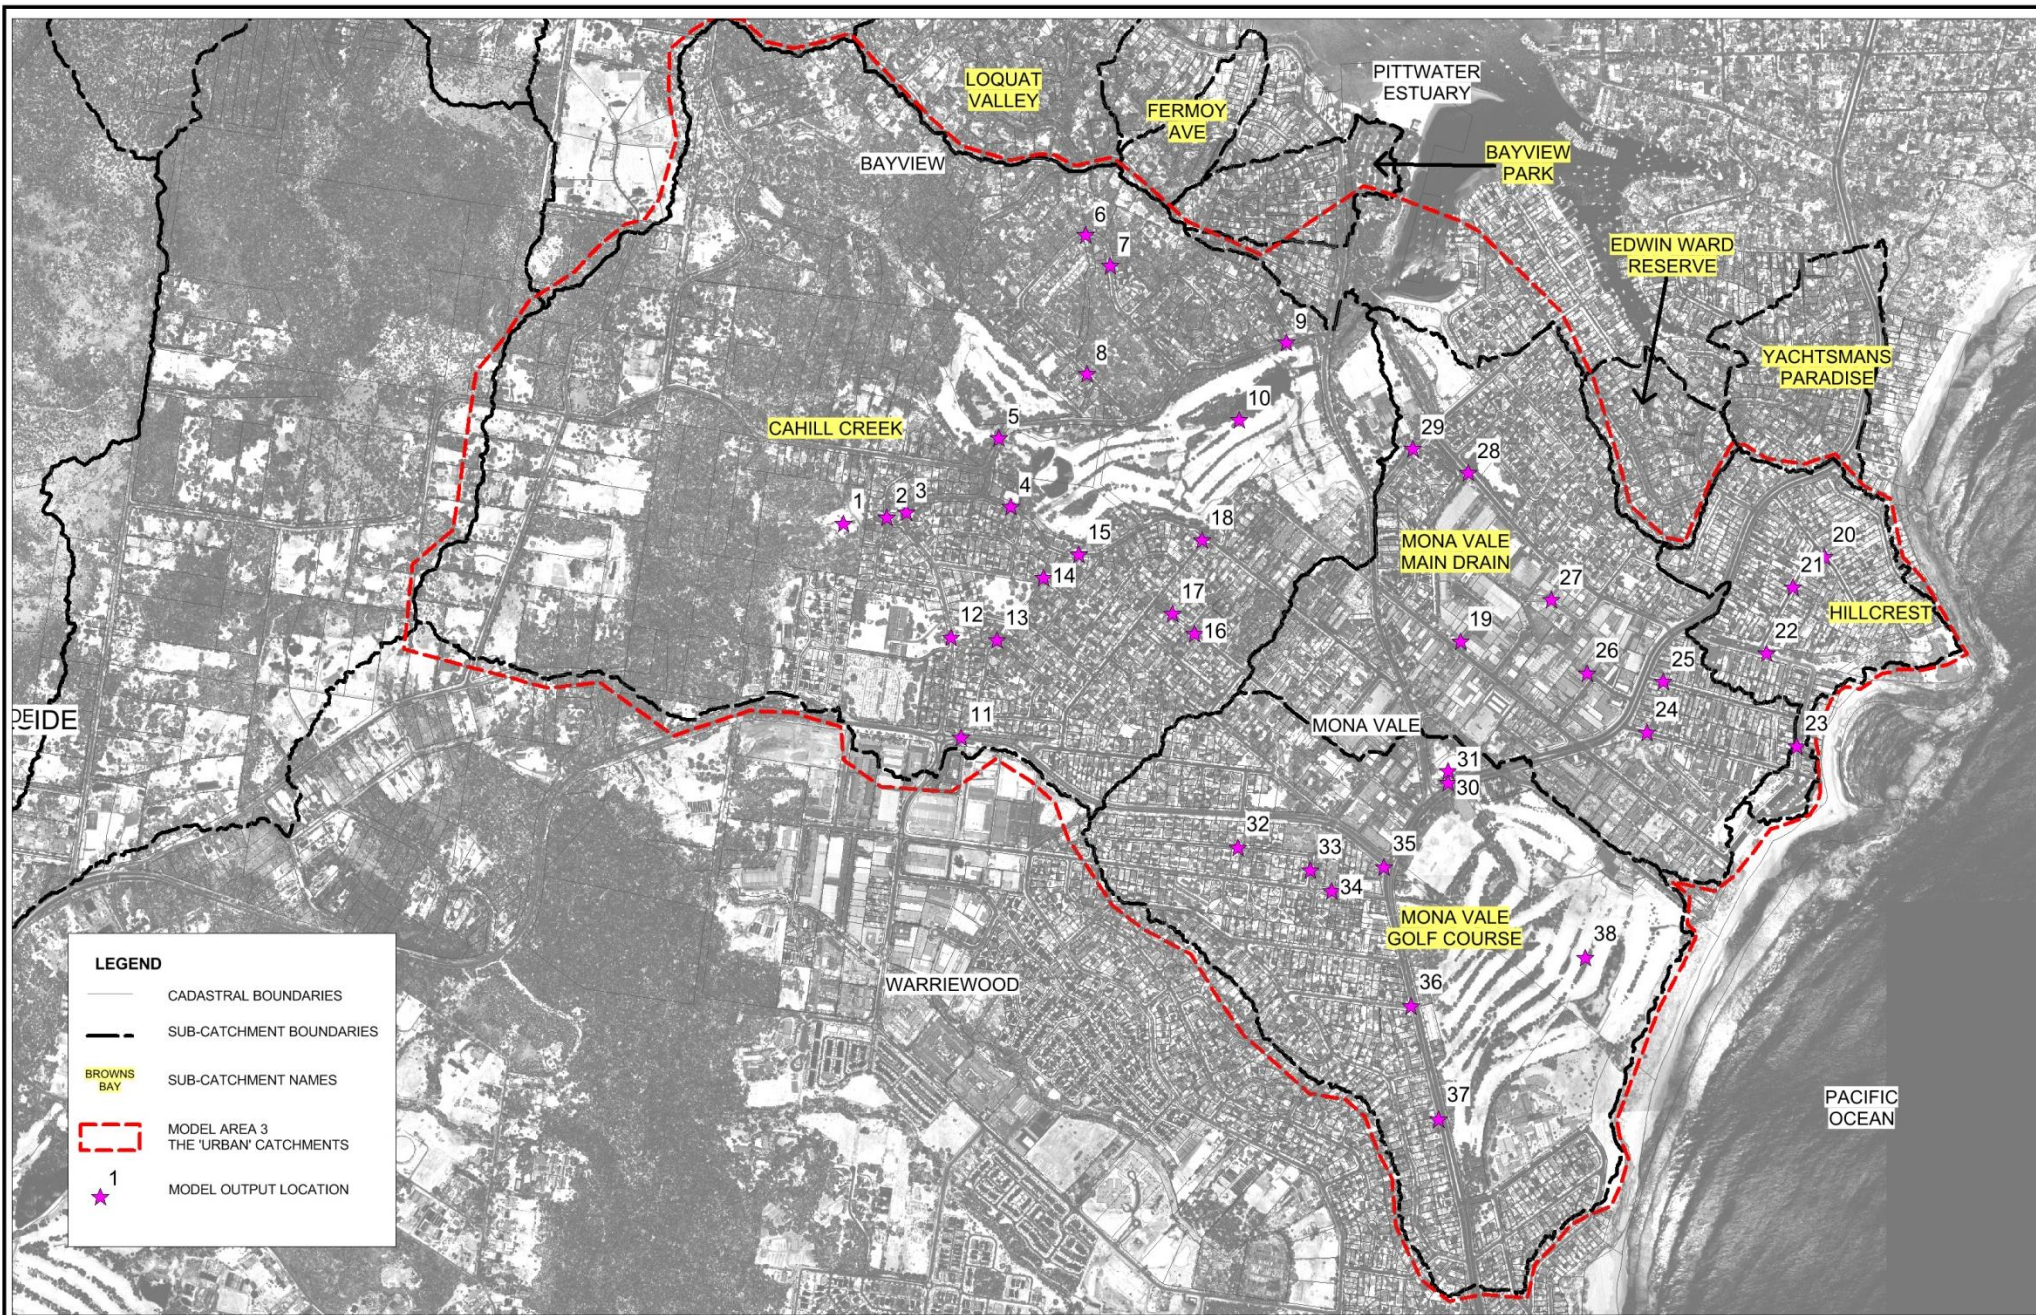 LOQUAT
VALLEY
FERMOY
AVE
PITTWATER
ESTUARY
BAYVIEW
BAYVIEW
PARK
EDWIN WARD
RESERVE
YACHTSMANS
PARADISE
6
7
8
9
10
CAHILL CREEK
5
29
28
1
2
3
4
15
18
14
MONA VALE
MAIN DRAIN
20
21
HILLCREST
27
17
16
12
13
19
22
26
25
24
23
IDE
11
MONA VALE
31
30
32
33
34
35
MONA VALE
GOLF COURSE
38
WARRIEWOOD
36
37
PACIFIC
OCEAN
LEGEND
CADASTRAL BOUNDARIES
SUB-CATCHMENT BOUNDARIES
BROWNS
BAY
SUB-CATCHMENT NAMES
MODEL AREA 3
THE 'URBAN' CATCHMENTS
1
MODEL OUTPUT LOCATION